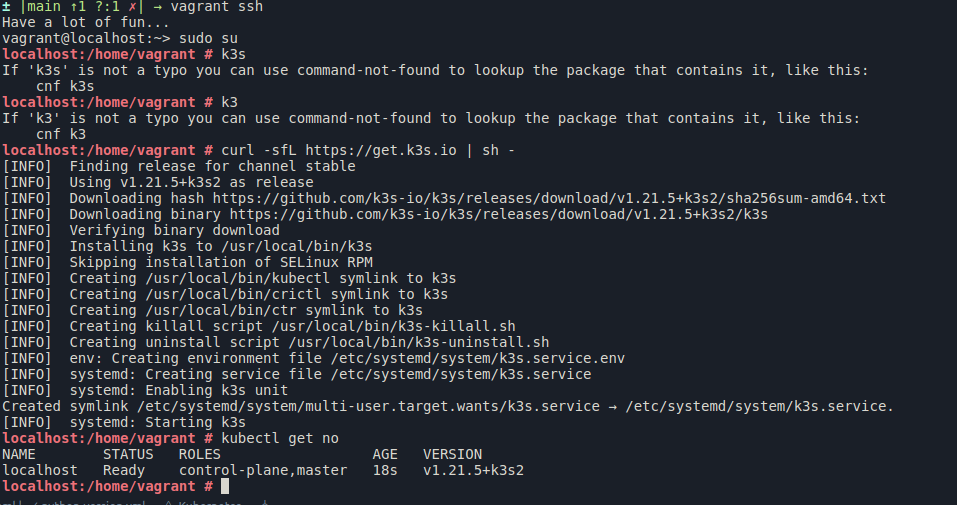 ± |main ↑1 ?:1 ✗| → vagrant ssh
Have a lot of fun...
vagrant@localhost:~> sudo su
localhost:/home/vagrant # k3s
If 'k3s' is not a typo you can use command-not-found to lookup the package that contains it, like this:
    cnf k3s
localhost:/home/vagrant # k3
If 'k3' is not a typo you can use command-not-found to lookup the package that contains it, like this:
    cnf k3
localhost:/home/vagrant # curl -sfL https://get.k3s.io | sh -
[INFO]  Finding release for channel stable
[INFO]  Using v1.21.5+k3s2 as release
[INFO]  Downloading hash https://github.com/k3s-io/k3s/releases/download/v1.21.5+k3s2/sha256sum-amd64.txt
[INFO]  Downloading binary https://github.com/k3s-io/k3s/releases/download/v1.21.5+k3s2/k3s
[INFO]  Verifying binary download
[INFO]  Installing k3s to /usr/local/bin/k3s
[INFO]  Skipping installation of SELinux RPM
[INFO]  Creating /usr/local/bin/kubectl symlink to k3s
[INFO]  Creating /usr/local/bin/crictl symlink to k3s
[INFO]  Creating /usr/local/bin/ctr symlink to k3s
[INFO]  Creating killall script /usr/local/bin/k3s-killall.sh
[INFO]  Creating uninstall script /usr/local/bin/k3s-uninstall.sh
[INFO]  env: Creating environment file /etc/systemd/system/k3s.service.env
[INFO]  systemd: Creating service file /etc/systemd/system/k3s.service
[INFO]  systemd: Enabling k3s unit
Created symlink /etc/systemd/system/multi-user.target.wants/k3s.service → /etc/systemd/system/k3s.service.
[INFO]  systemd: Starting k3s
localhost:/home/vagrant # kubectl get no
NAME        STATUS   ROLES                  AGE   VERSION
localhost   Ready    control-plane,master   18s   v1.21.5+k3s2
localhost:/home/vagrant #